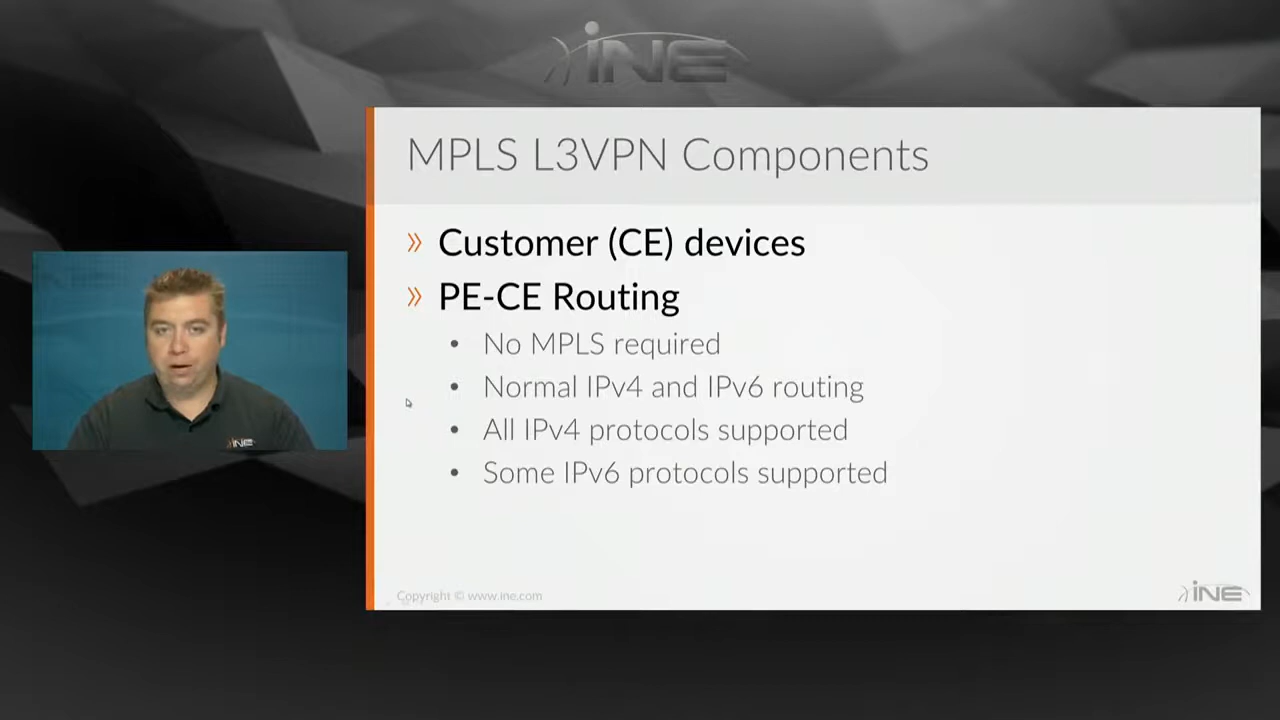 iNE
MPLS L3VPN Components
» Customer (CE) devices
» PE-CE Routing
• No MPLS required
• Normal IPv4 and IPv6 routing
• All IPv4 protocols supported
• Some IPv6 protocols supported
iNE
Copyright © www.ine.com
iNE